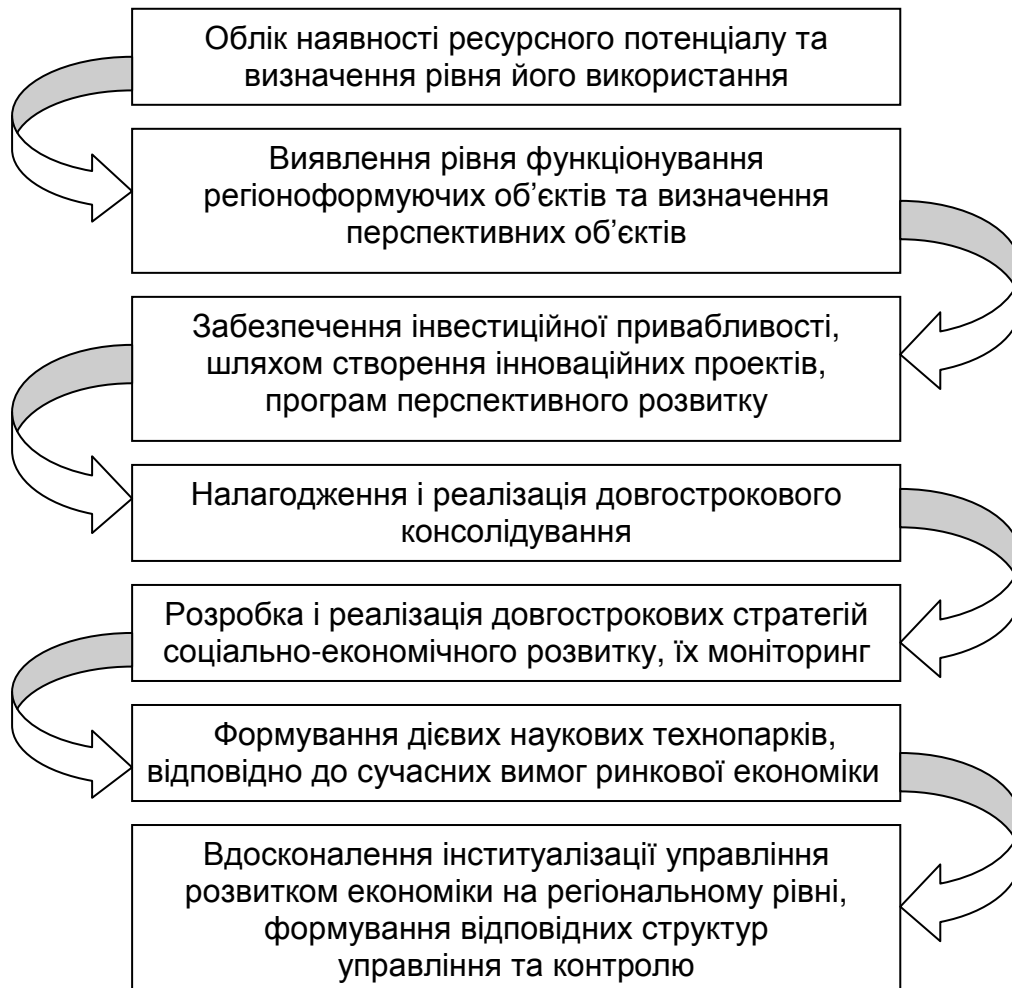 Облік наявності ресурсного потенціалу та
визначення рівня його використання
Виявлення рівня функціонування
регіоноформуючих об’єктів та визначення
перспективних об’єктів
Забезпечення інвестиційної привабливості,
шляхом створення інноваційних проектів,
програм перспективного розвитку
Налагодження і реалізація довгострокового
консолідування
Розробка і реалізація довгострокових стратегій
соціально-економічного розвитку, їх моніторинг
Формування дієвих наукових технопарків,
відповідно до сучасних вимог ринкової економіки
Вдосконалення інституалізації управління
розвитком економіки на регіональному рівні,
формування відповідних структур
управління та контролю